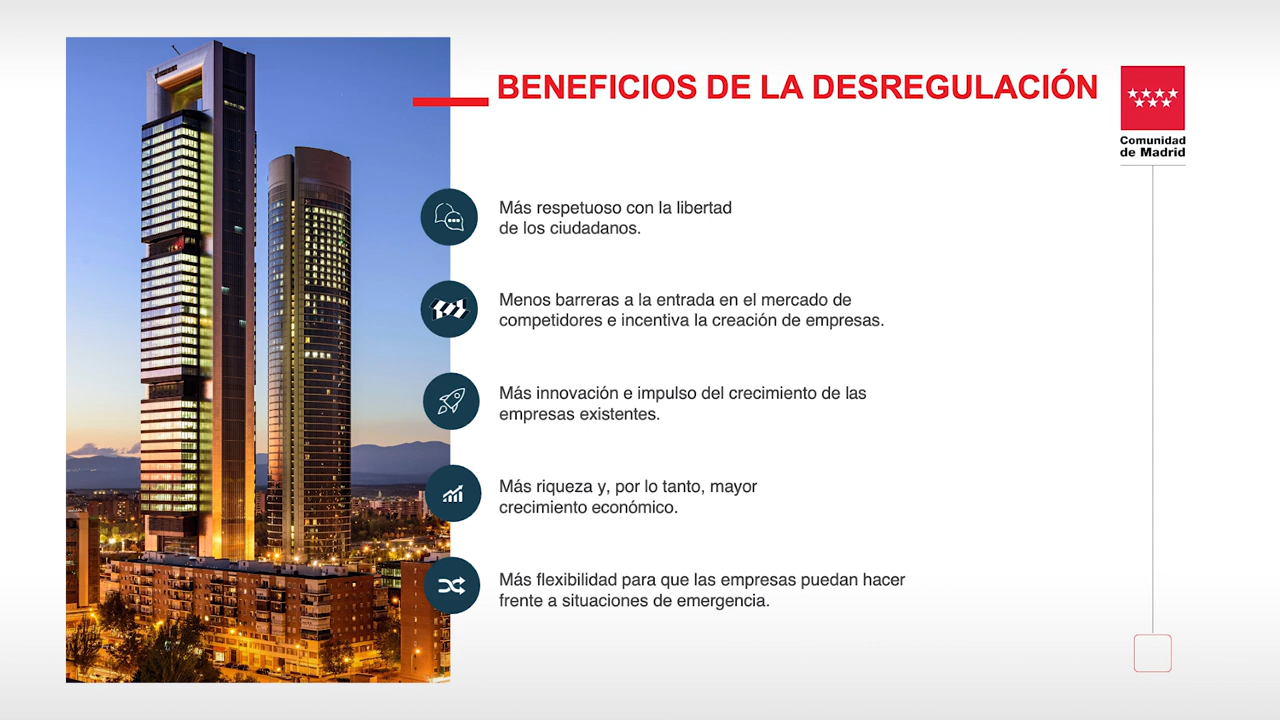 BENEFICIOS DE LA DESREGULACIÓN
Comunidad
de Madrid
Más respetuoso con la libertad
de los ciudadanos.
Menos barreras a la entrada en el mercado de
competidores e incentiva la creación de empresas.
Más innovación e impulso del crecimiento de las
empresas existentes.
Más riqueza y, por lo tanto, mayor
crecimiento económico.
Más flexibilidad para que las empresas puedan hacer
frente a situaciones de emergencia.